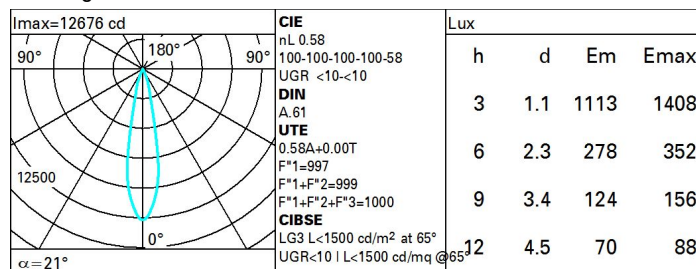 Imax=12676 cd
90° 180° 90°
12500
0°
α=21°
CIE
nL 0.58
100-100-100-100-58
UGR <10-<10
DIN
A.61
UTE
0.58A+0.00T
F"1=997
F"1+F"2=999
F"1+F"2+F"3=1000
CIBSE
LG3 L<1500 cd/m² at 65°
UGR<10 | L<1500 cd/mq @65°
Lux
h d Em Emax
3 1.1 1113 1408
6 2.3 278 352
9 3.4 124 156
12 4.5 70 88